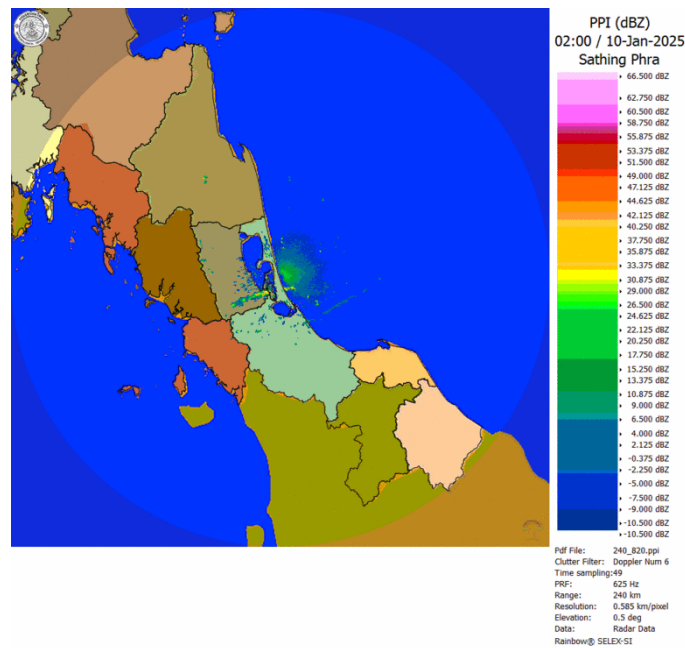 PPI (dBZ)
02:00 / 10-Jan-2025
Sathing Phra
66.500 dBZ
62.750 dBZ
60.500 dBZ
58.750 dBZ
55.875 dBZ
53.375 dBZ
51.500 dBZ
49.000 dBZ
47.125 dBZ
44.625 dBZ
42.125 dBZ
40.250 dBZ
37.750 dBZ
35.875 dBZ
33.375 dBZ
30.875 dBZ
29.000 dBZ
26.500 dBZ
24.625 dBZ
22.125 dBZ
20.250 dBZ
17.750 dBZ
15.250 dBZ
13.375 dBZ
10.875 dBZ
9.000 dBZ
6.500 dBZ
4.000 dBZ
2.125 dBZ
-0.375 dBZ
-2.250 dBZ
-5.000 dBZ
-7.500 dBZ
-9.000 dBZ
-10.500 dBZ
-10.500 dBZ
Pdf File: 240_820.ppi
Clutter Filter: Doppler Num 6
Time sampling:49
PRF: 625 Hz
Range: 240 km
Resolution: 0.585 km/pixel
Elevation: 0.5 deg
Data: Radar Data
Rainbow® SELEX-SI